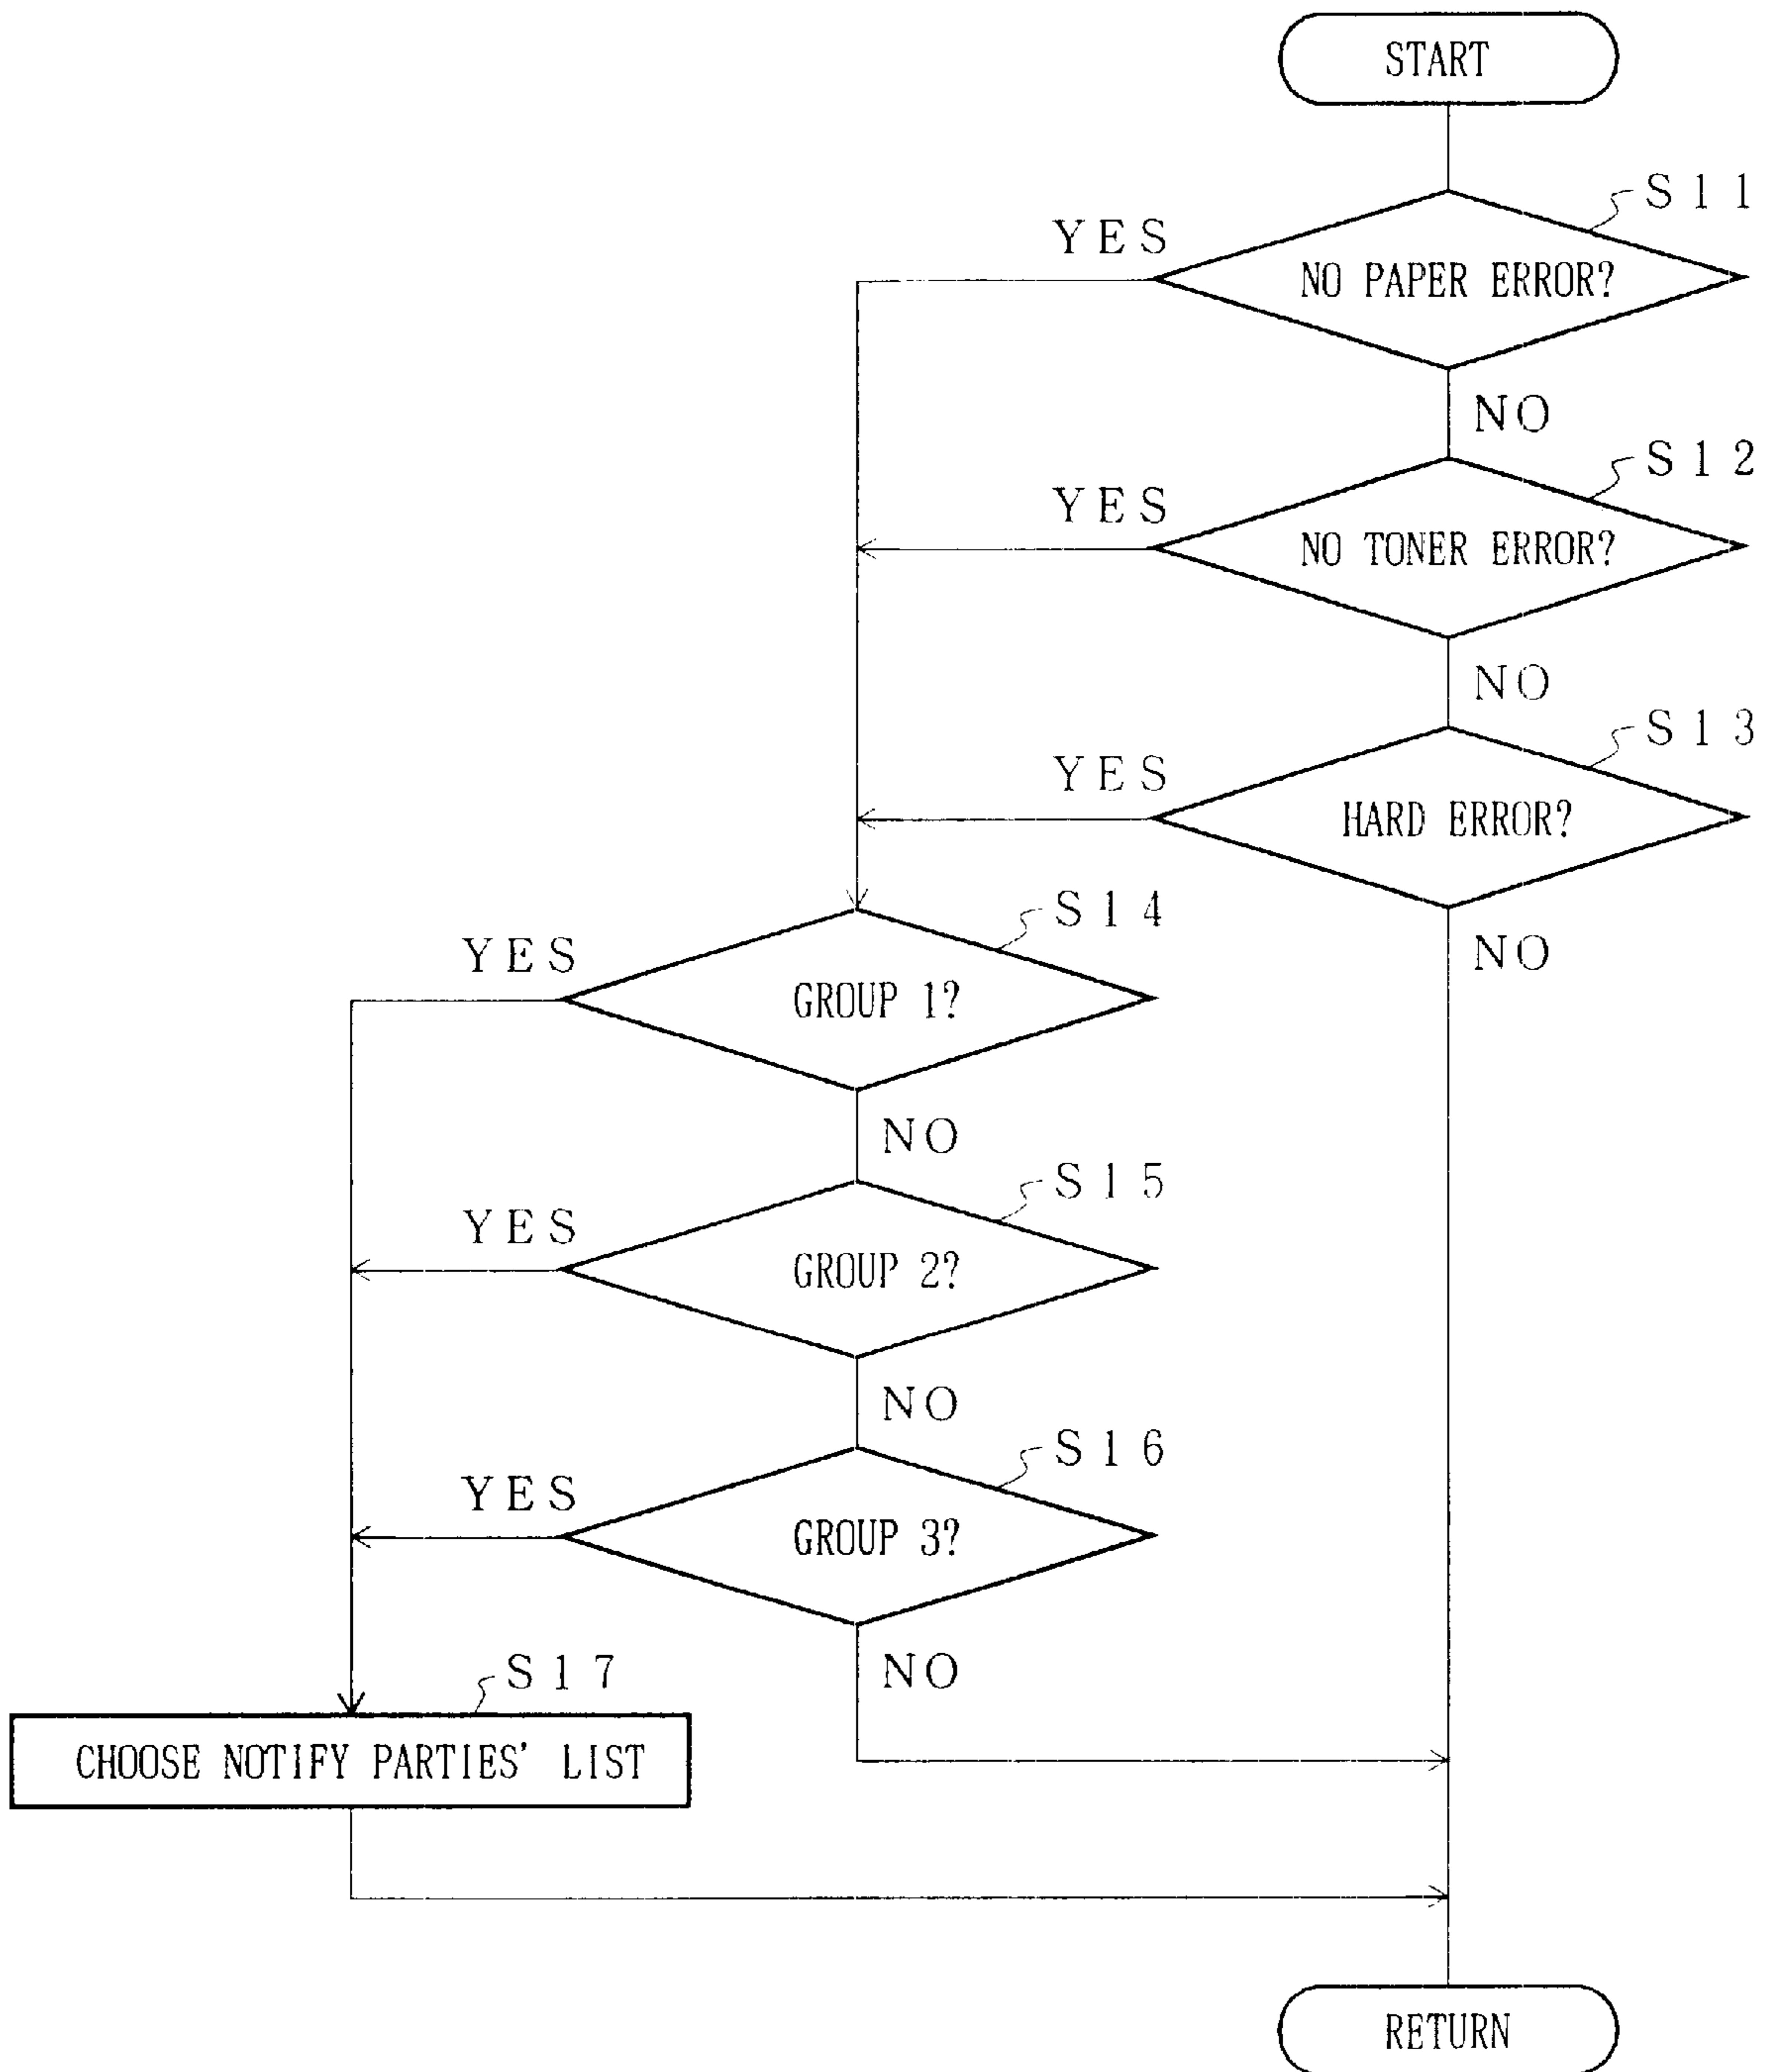 START
S11
YES
NO PAPER ERROR?
NO
S12
YES
NO TONER ERROR?
NO
S13
YES
HARD ERROR?
NO
S14
YES
GROUP 1?
NO
S15
YES
GROUP 2?
NO
S16
YES
GROUP 3?
NO
S17
CHOOSE NOTIFY PARTIES' LIST
RETURN